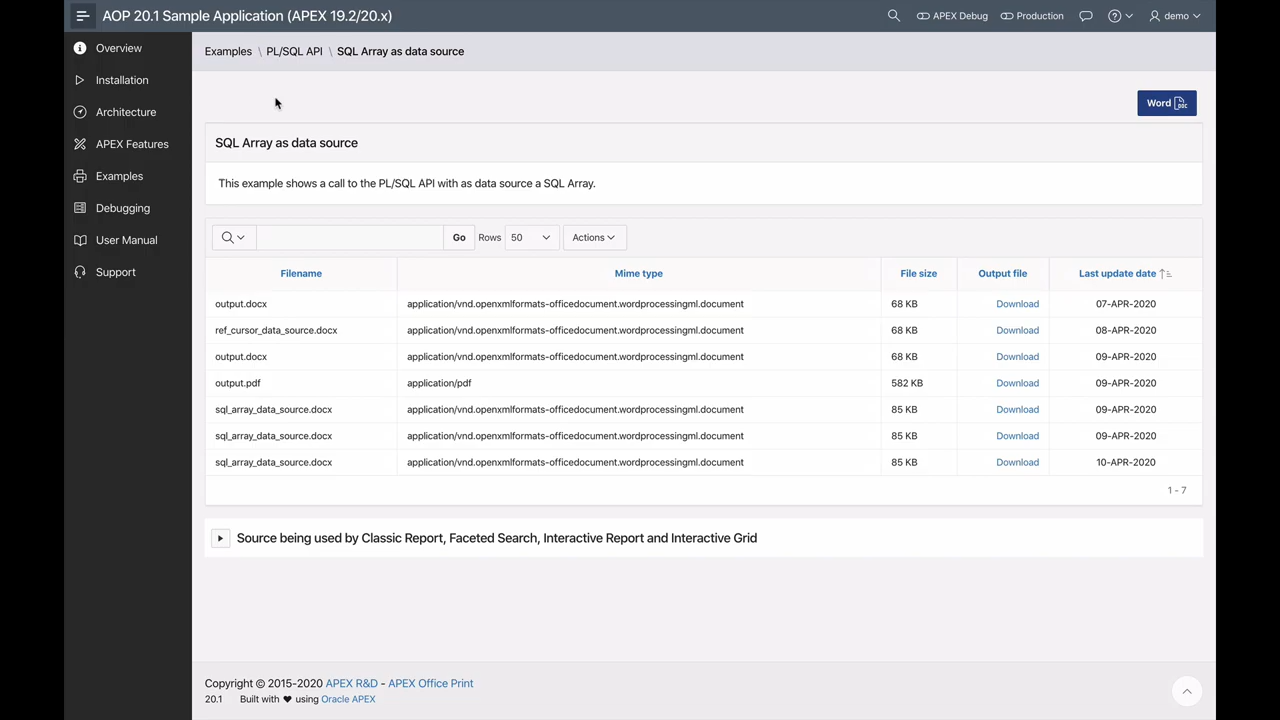 AOP 20.1 Sample Application (APEX 19.2/20.x)
APEX Debug
Production
demo
Overview
Installation
Architecture
APEX Features
Examples
Debugging
User Manual
Support
Examples \ PL/SQL API \ SQL Array as data source
Word
SQL Array as data source
This example shows a call to the PL/SQL API with as data source a SQL Array.
Go Rows 50 Actions
Filename Mime type File size Output file Last update date
output.docx application/vnd.openxmlformats-officedocument.wordprocessingml.document 68 KB Download 07-APR-2020
ref_cursor_data_source.docx application/vnd.openxmlformats-officedocument.wordprocessingml.document 68 KB Download 08-APR-2020
output.docx application/vnd.openxmlformats-officedocument.wordprocessingml.document 68 KB Download 09-APR-2020
output.pdf application/pdf 582 KB Download 09-APR-2020
sql_array_data_source.docx application/vnd.openxmlformats-officedocument.wordprocessingml.document 85 KB Download 09-APR-2020
sql_array_data_source.docx application/vnd.openxmlformats-officedocument.wordprocessingml.document 85 KB Download 09-APR-2020
sql_array_data_source.docx application/vnd.openxmlformats-officedocument.wordprocessingml.document 85 KB Download 10-APR-2020
1 - 7
Source being used by Classic Report, Faceted Search, Interactive Report and Interactive Grid
Copyright © 2015-2020 APEX R&D - APEX Office Print
20.1 Built with ♥ using Oracle APEX